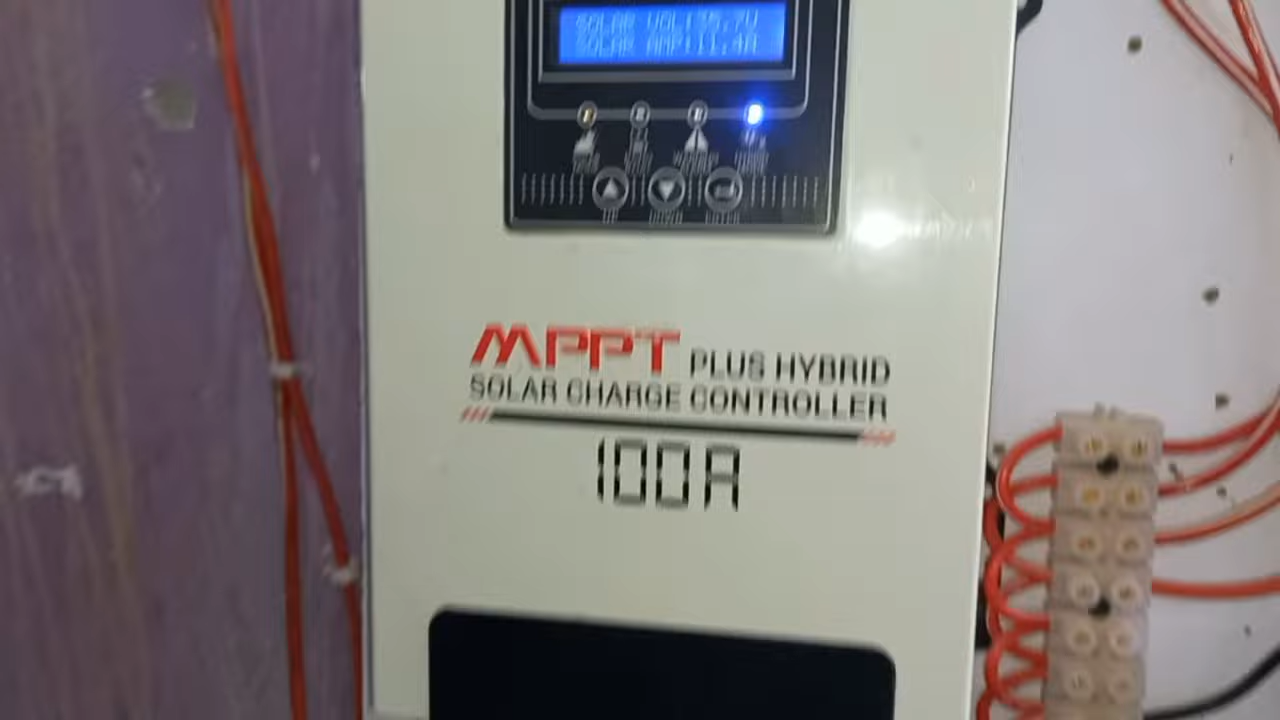 SOLAR VOL:35.7V
SOLAR AMP:11.4A
MPPT PLUS HYBRID
SOLAR CHARGE CONTROLLER
100A